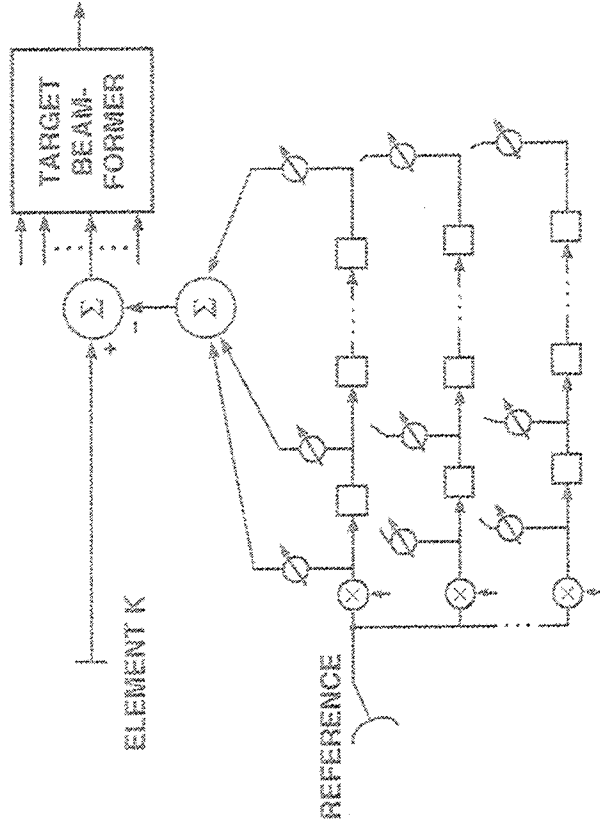 TARGET
BEAM-
FORMER
Σ
Σ
+
-
ELEMENT K
REFERENCE
×
×
×